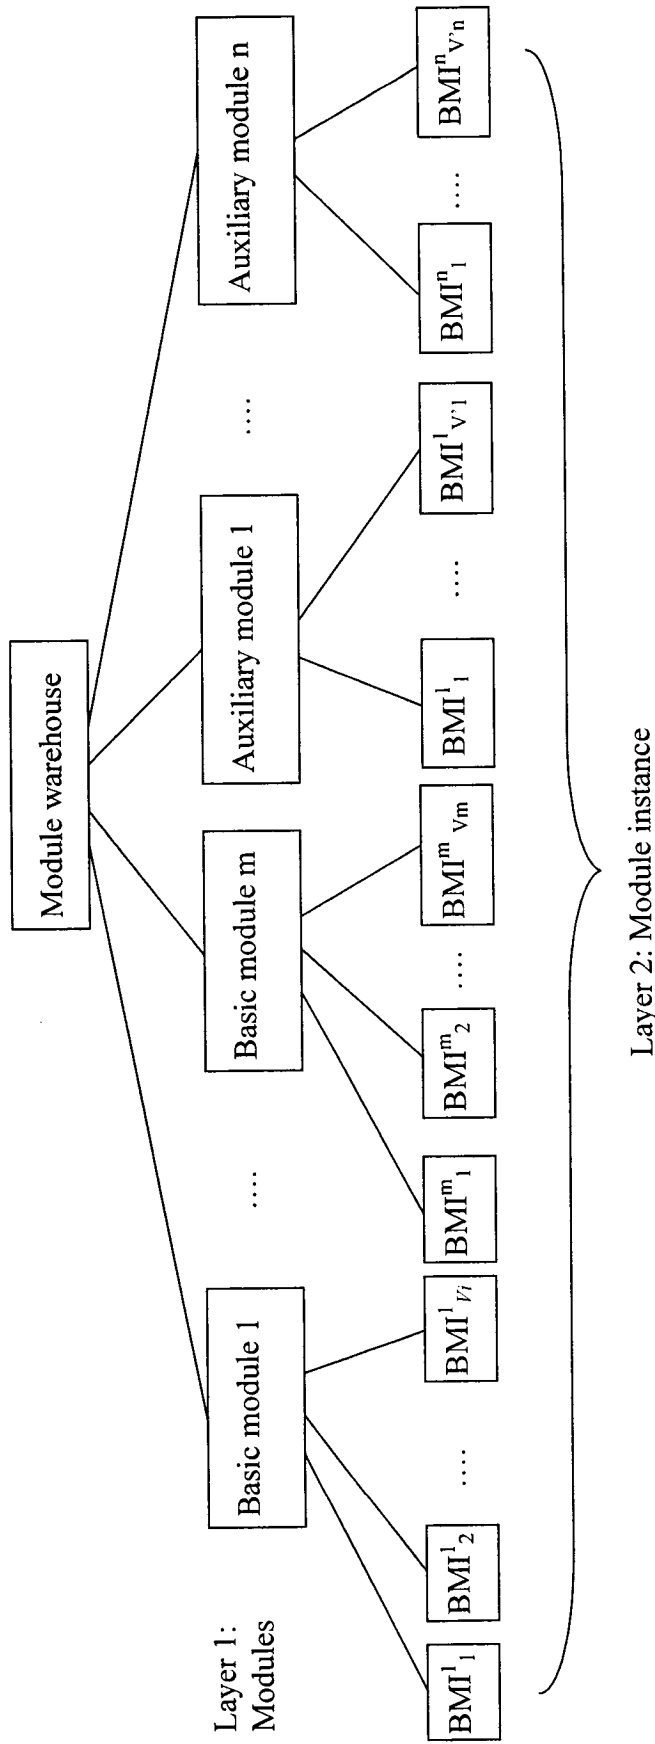 Module warehouse
Layer 1:
Modules
Basic module 1
....
Basic module m
Auxiliary module 1
....
Auxiliary module n
BMI¹₁
BMI¹₂
....
BMI¹Vi
BMIᵐ₁
BMIᵐ₂
....
BMIᵐVm
BMI¹₁
....
BMI¹V'1
BMIⁿ₁
....
BMIⁿV'n
Layer 2: Module instance